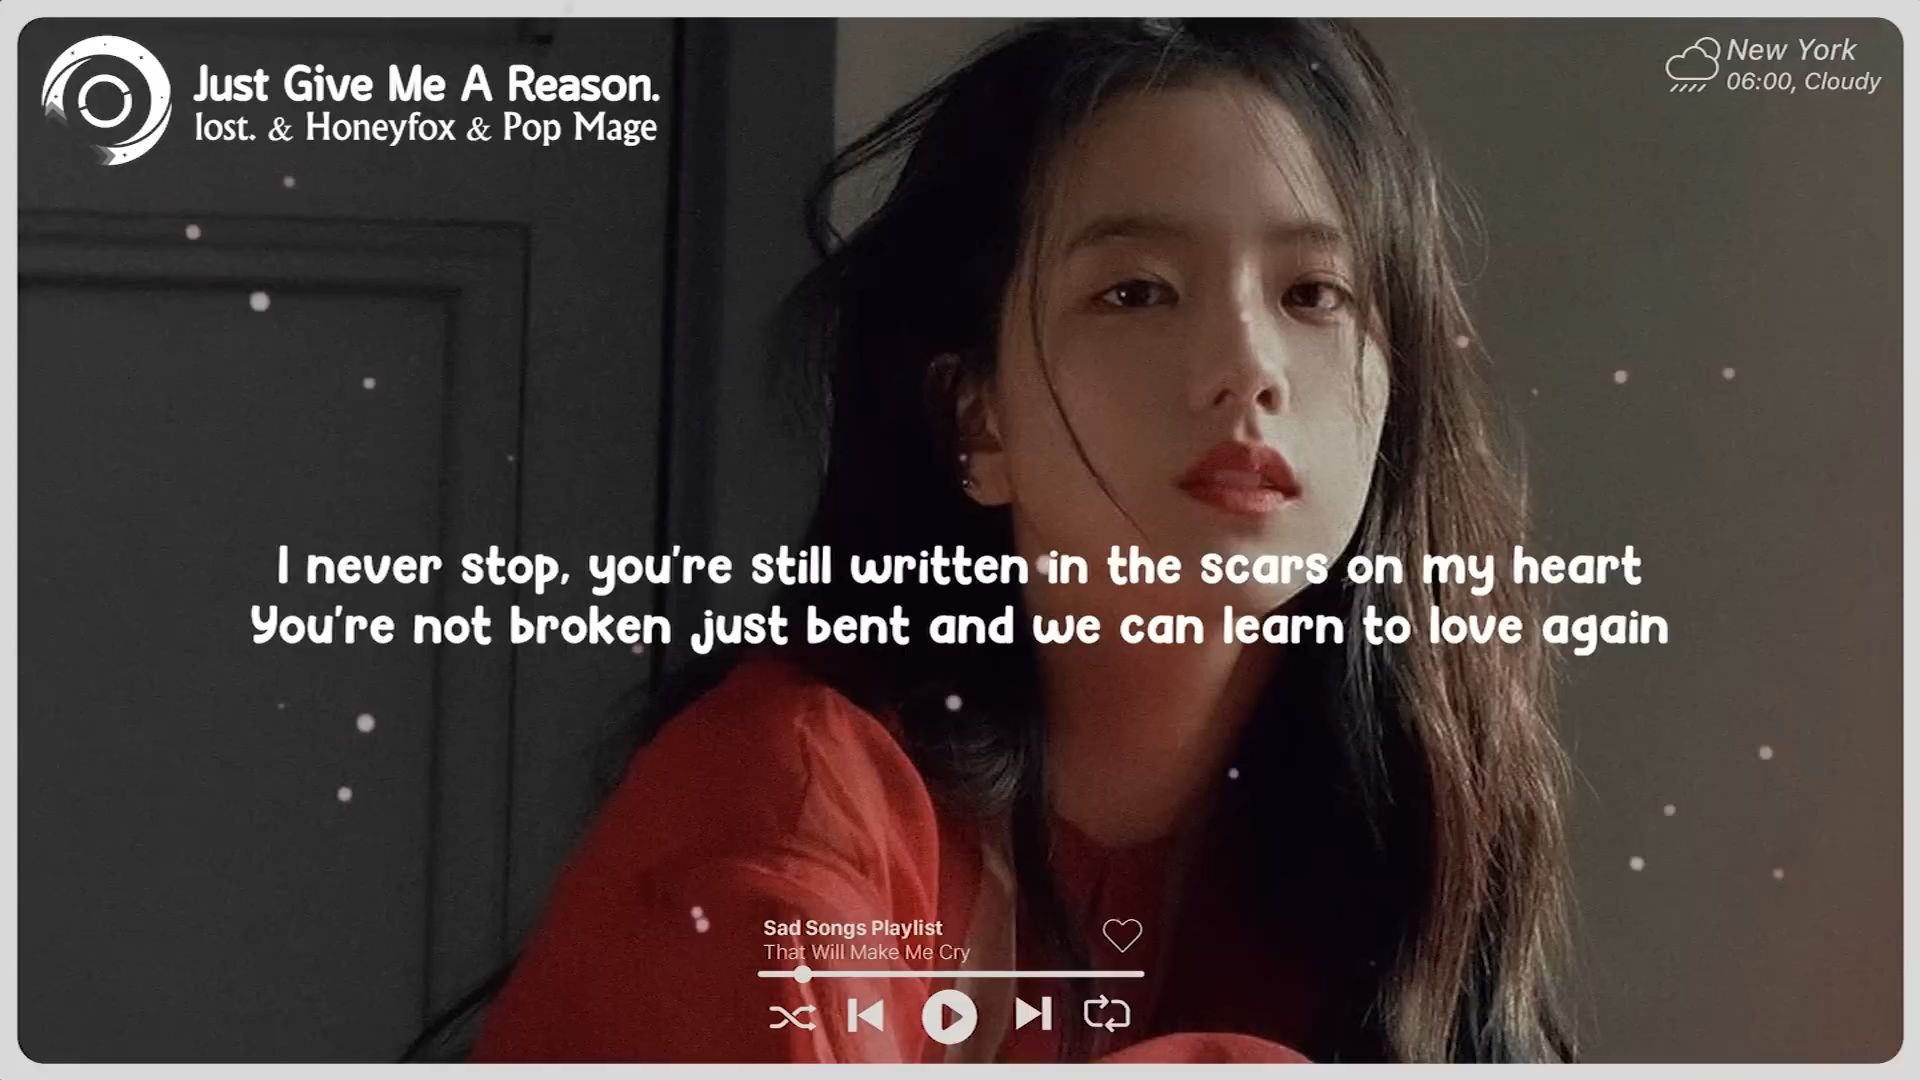 Just Give Me A Reason.
lost. & Honeyfox & Pop Mage
New York
06:00, Cloudy
I never stop, you're still written in the scars on my heart
You're not broken just bent and we can learn to love again
Sad Songs Playlist
That Will Make Me Cry